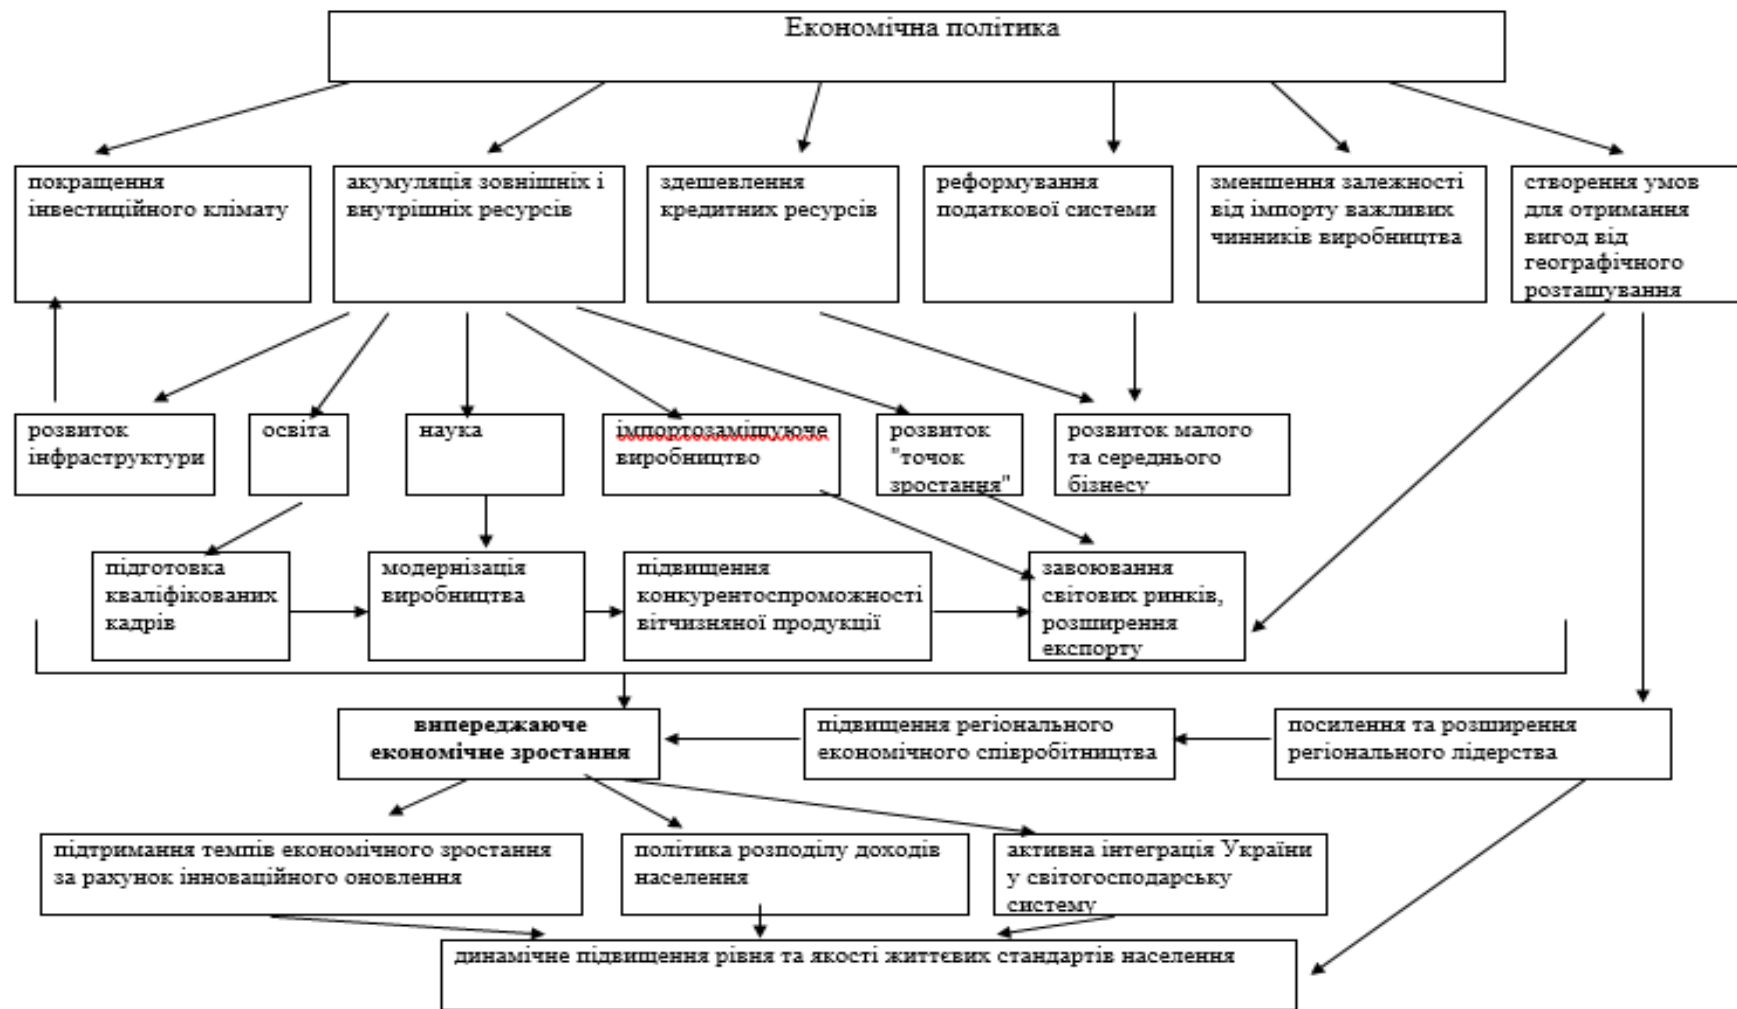 Економічна політика
покращення
інвестиційного клімату
акумуляція зовнішніх і
внутрішніх ресурсів
здешевлення
кредитних ресурсів
реформування
податкової системи
зменшення залежності
від імпорту важливих
чинників виробництва
створення умов
для отримання
вигод від
географічного
розташування
розвиток
інфраструктури
освіта
наука
імпортозаміщуюче
виробництво
розвиток
"точок
зростання"
розвиток малого
та середнього
бізнесу
підготовка
кваліфікованих
кадрів
модернізація
виробництва
підвищення
конкурентоспроможності
вітчизняної продукції
завоювання
світових ринків,
розширення
експорту
випереджаюче
економічне зростання
підвищення регіонального
економічного співробітництва
посилення та розширення
регіонального лідерства
підтримання темпів економічного зростання
за рахунок інноваційного оновлення
політика розподілу доходів
населення
активна інтеграція України
у світогосподарську
систему
динамічне підвищення рівня та якості життєвих стандартів населення